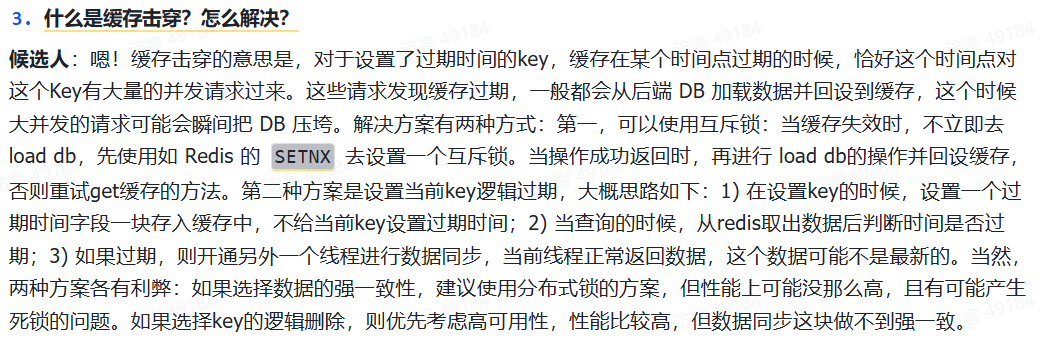 3. 什么是缓存击穿？怎么解决？
候选人：嗯！缓存击穿的意思是，对于设置了过期时间的key，缓存在某个时间点过期的时候，恰好这个时间点对
这个Key有大量的并发请求过来。这些请求发现缓存过期，一般都会从后端 DB 加载数据并回设到缓存，这个时候
大并发的请求可能会瞬间把 DB 压垮。解决方案有两种方式：第一，可以使用互斥锁：当缓存失效时，不立即去
load db，先使用如 Redis 的 SETNX 去设置一个互斥锁。当操作成功返回时，再进行 load db的操作并回设缓存，
否则重试get缓存的方法。第二种方案是设置当前key逻辑过期，大概思路如下：1) 在设置key的时候，设置一个过
期时间字段一块存入缓存中，不给当前key设置过期时间；2) 当查询的时候，从redis取出数据后判断时间是否过
期；3) 如果过期，则开通另外一个线程进行数据同步，当前线程正常返回数据，这个数据可能不是最新的。当然，
两种方案各有利弊：如果选择数据的强一致性，建议使用分布式锁的方案，但性能上可能没那么高，且有可能产生
死锁的问题。如果选择key的逻辑删除，则优先考虑高可用性，性能比较高，但数据同步这块做不到强一致。